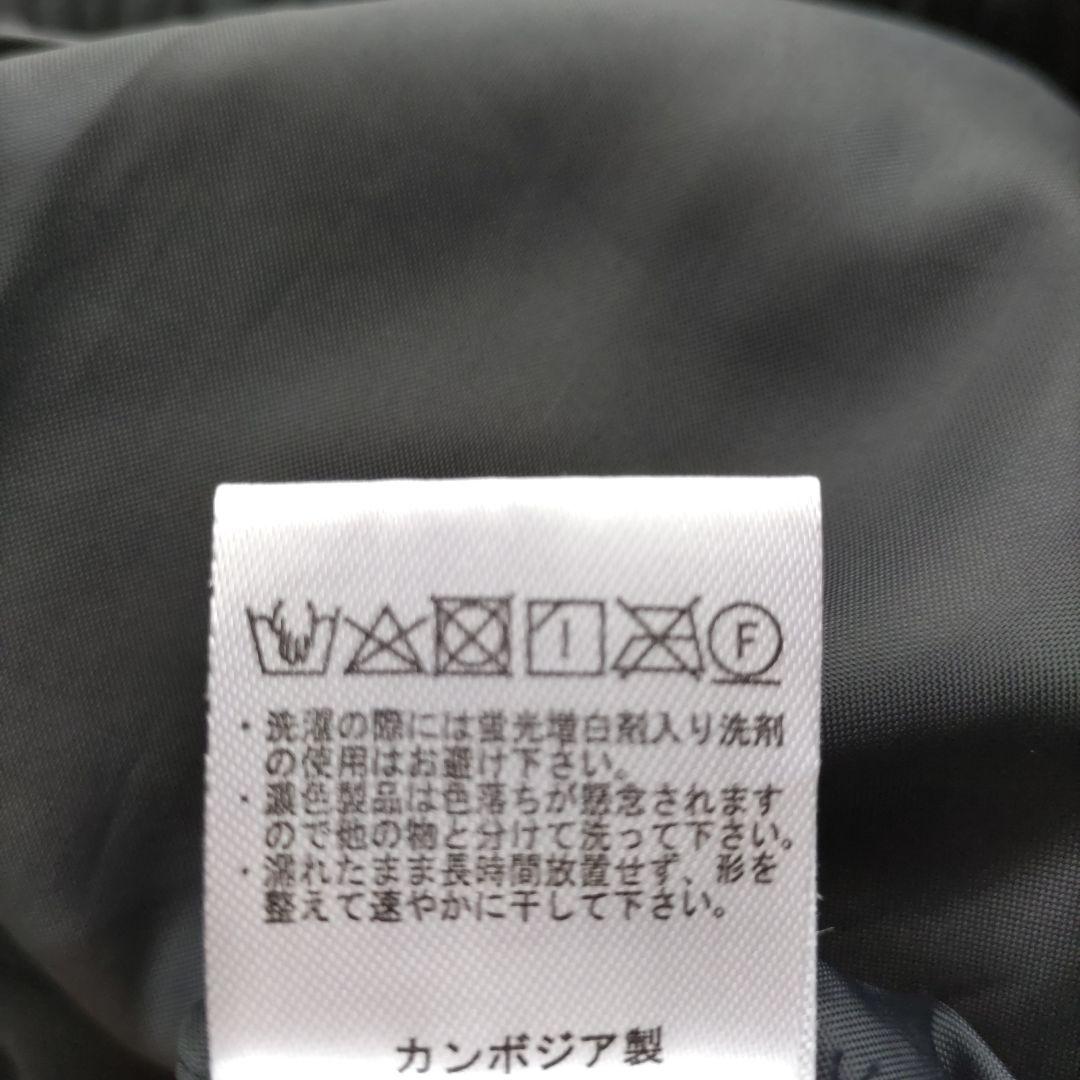 F
・洗濯の際には蛍光増白剤入り洗剤
の使用はお避け下さい。
・濃色製品は色落ちが懸念されます
ので他の物と分けて洗って下さい。
・濡れたまま長時間放置せず、形を
整えて速やかに干して下さい。
カンボジア製